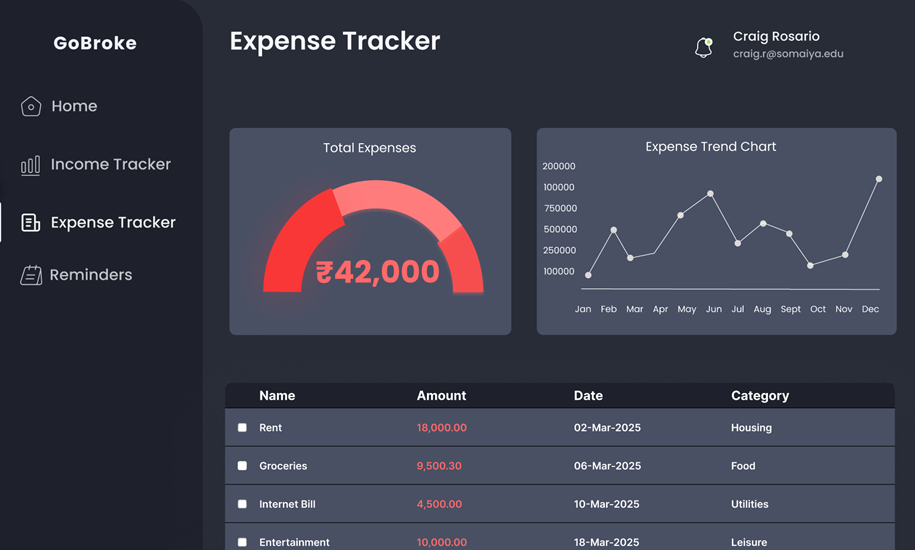 GoBroke
Home
Income Tracker
Expense Tracker
Reminders
Expense Tracker
Craig Rosario
craig.r@somaiya.edu
Total Expenses
₹42,000
Expense Trend Chart
200000
100000
750000
500000
250000
100000
Jan Feb Mar Apr May Jun Jul Aug Sept Oct Nov Dec
Name Amount Date Category
Rent 18,000.00 02-Mar-2025 Housing
Groceries 9,500.30 06-Mar-2025 Food
Internet Bill 4,500.00 10-Mar-2025 Utilities
Entertainment 10,000.00 18-Mar-2025 Leisure